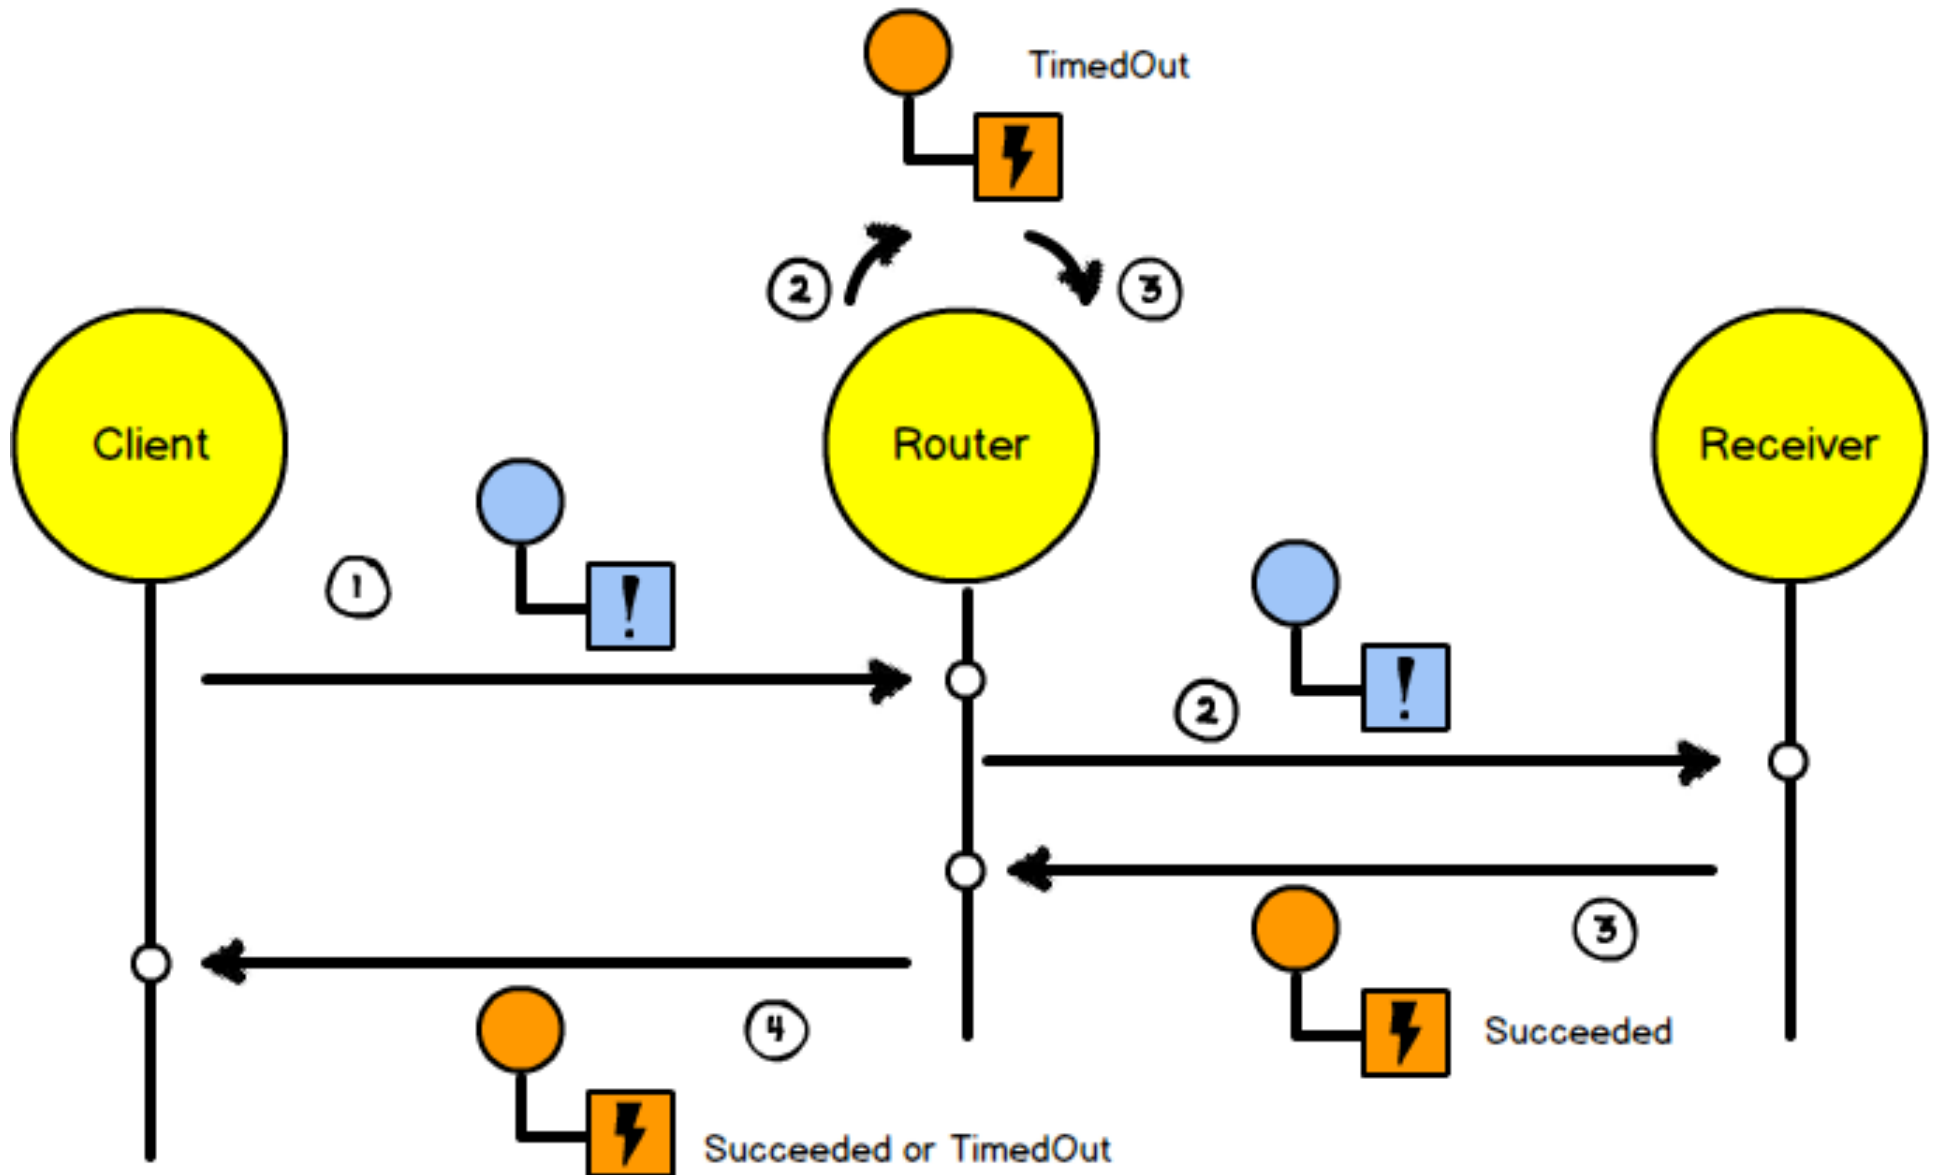 TimedOut
2
3
Client
Router
Receiver
1
!
!
2
3
4
Succeeded
Succeeded or TimedOut